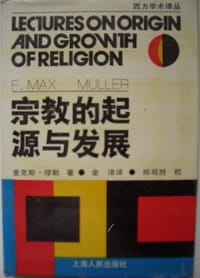 西方学术译丛
LECTURES ON ORIGIN
AND GROWTH
OF RELIGION
F. MAX MULLER
宗教的起
源与发展
麦克斯·缪勒 著 金泽译 陈观胜 校
上海人民出版社